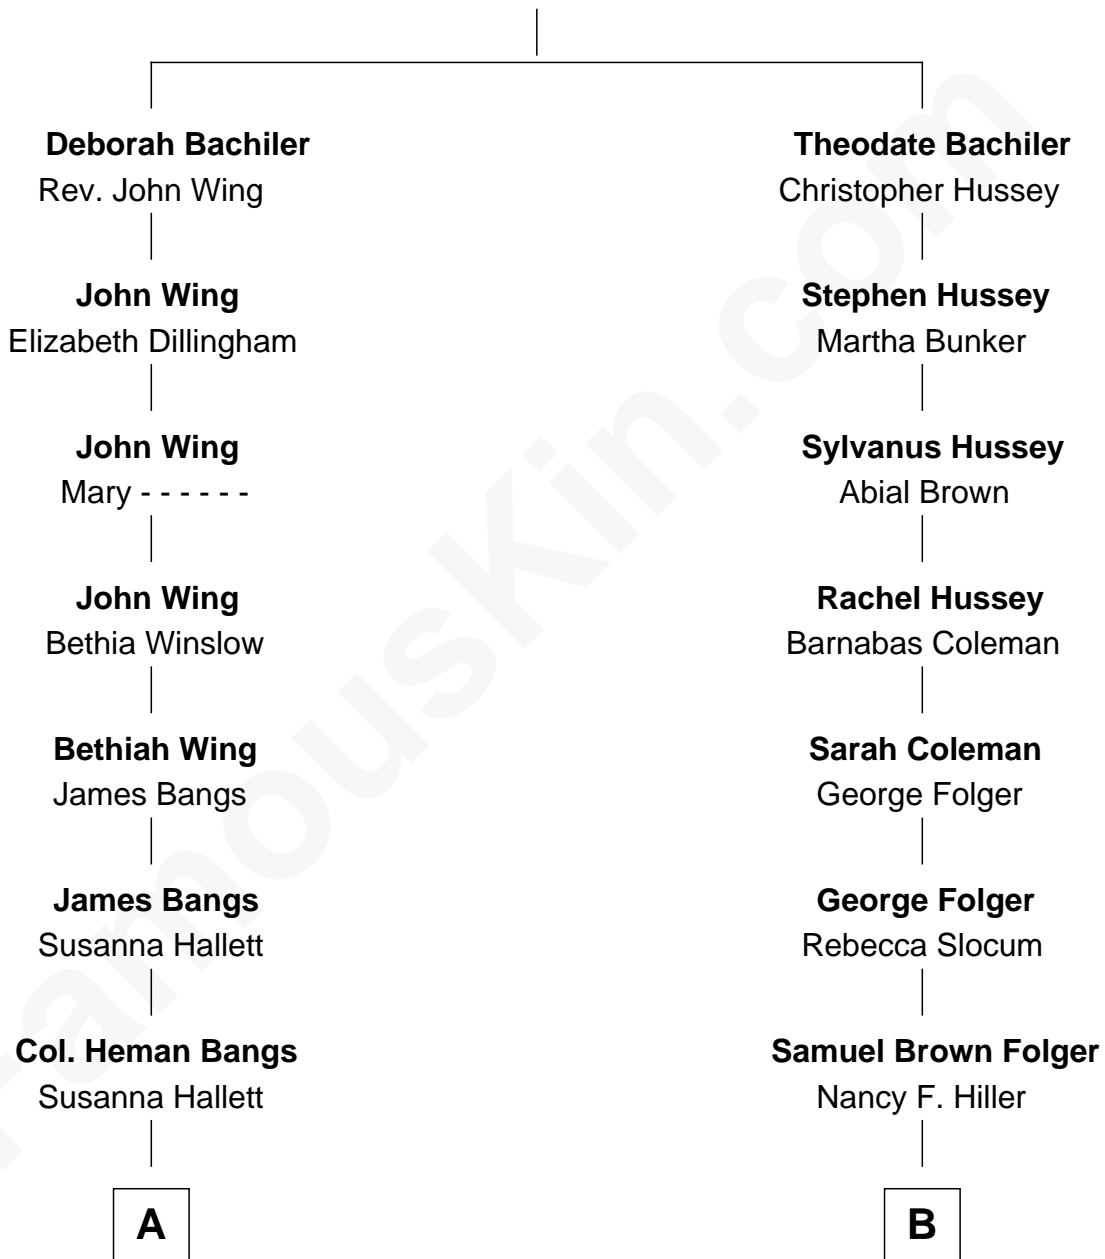 Deborah Bachiler
Rev. John Wing
John Wing
Elizabeth Dillingham
John Wing
Mary - - - - - -
John Wing
Bethia Winslow
Bethiah Wing
James Bangs
James Bangs
Susanna Hallett
Col. Heman Bangs
Susanna Hallett
A
Theodate Bachiler
Christopher Hussey
Stephen Hussey
Martha Bunker
Sylvanus Hussey
Abial Brown
Rachel Hussey
Barnabas Coleman
Sarah Coleman
George Folger
George Folger
Rebecca Slocum
Samuel Brown Folger
Nancy F. Hiller
B
FamousKin.com